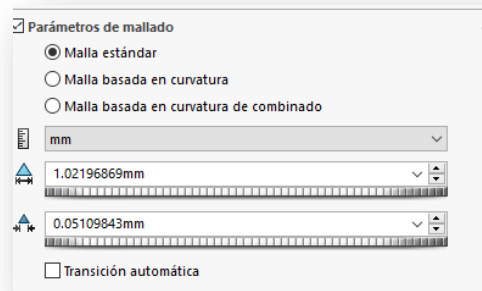 Parámetros de mallado
Malla estándar
Malla basada en curvatura
Malla basada en curvatura de combinado
mm
1.02196869mm
0.05109843mm
Transición automática